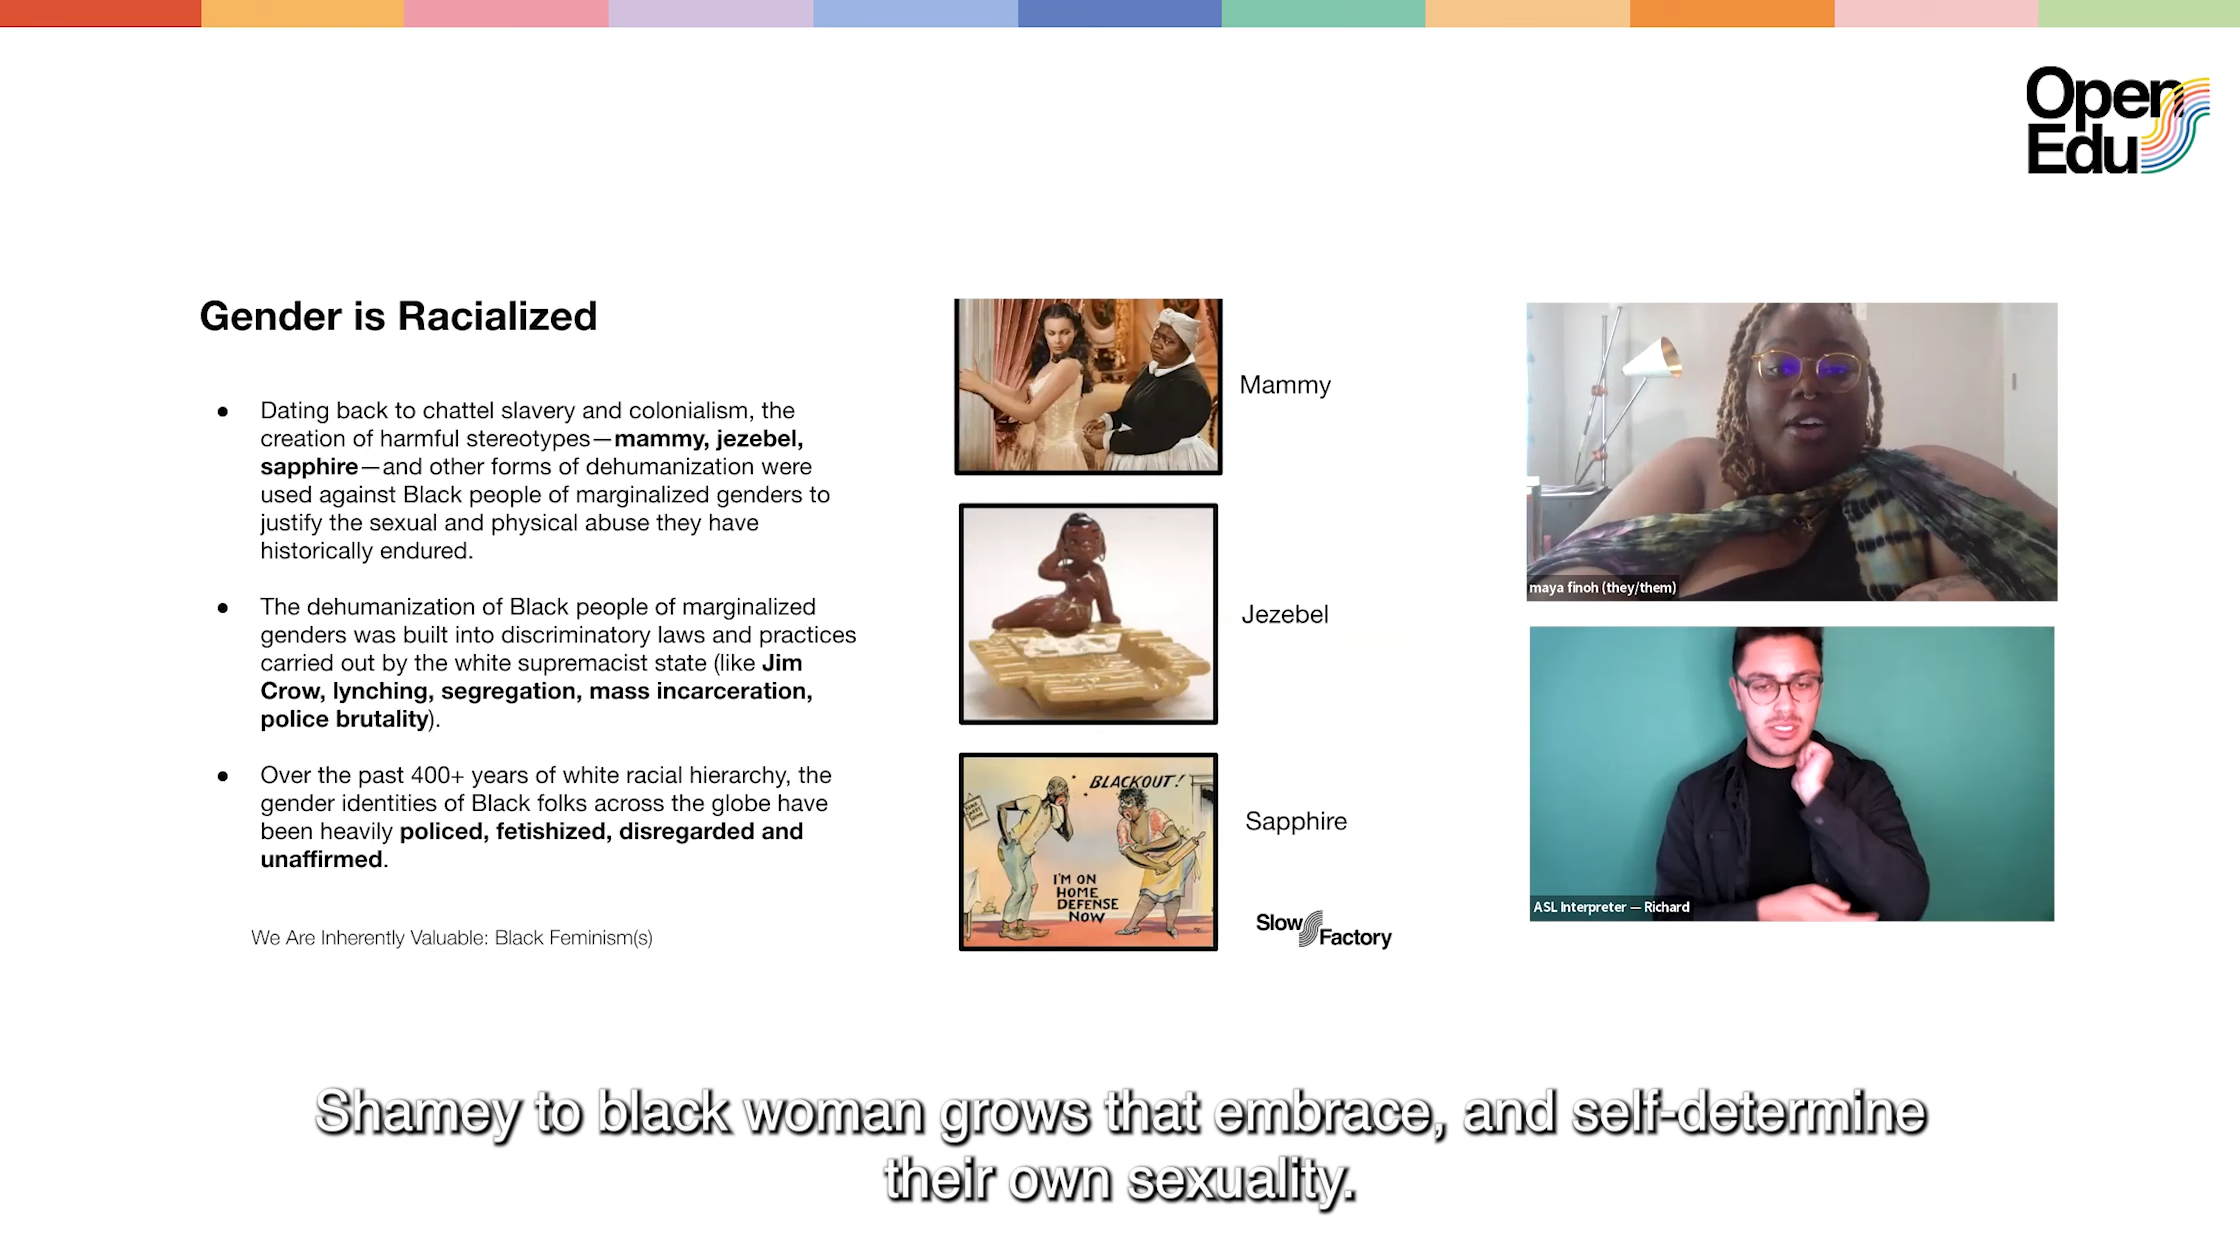 Open
Edu
Gender is Racialized
● Dating back to chattel slavery and colonialism, the
creation of harmful stereotypes—mammy, jezebel,
sapphire—and other forms of dehumanization were
used against Black people of marginalized genders to
justify the sexual and physical abuse they have
historically endured.
● The dehumanization of Black people of marginalized
genders was built into discriminatory laws and practices
carried out by the white supremacist state (like Jim
Crow, lynching, segregation, mass incarceration,
police brutality).
● Over the past 400+ years of white racial hierarchy, the
gender identities of Black folks across the globe have
been heavily policed, fetishized, disregarded and
unaffirmed.
We Are Inherently Valuable: Black Feminism(s)
Mammy
Jezebel
BLACKOUT!
I'M ON
HOME
DEFENSE
NOW
Sapphire
Slow
Factory
maya finoh (they/them)
ASL Interpreter — Richard
Shamey to black woman grows that embrace, and self-determine
their own sexuality.